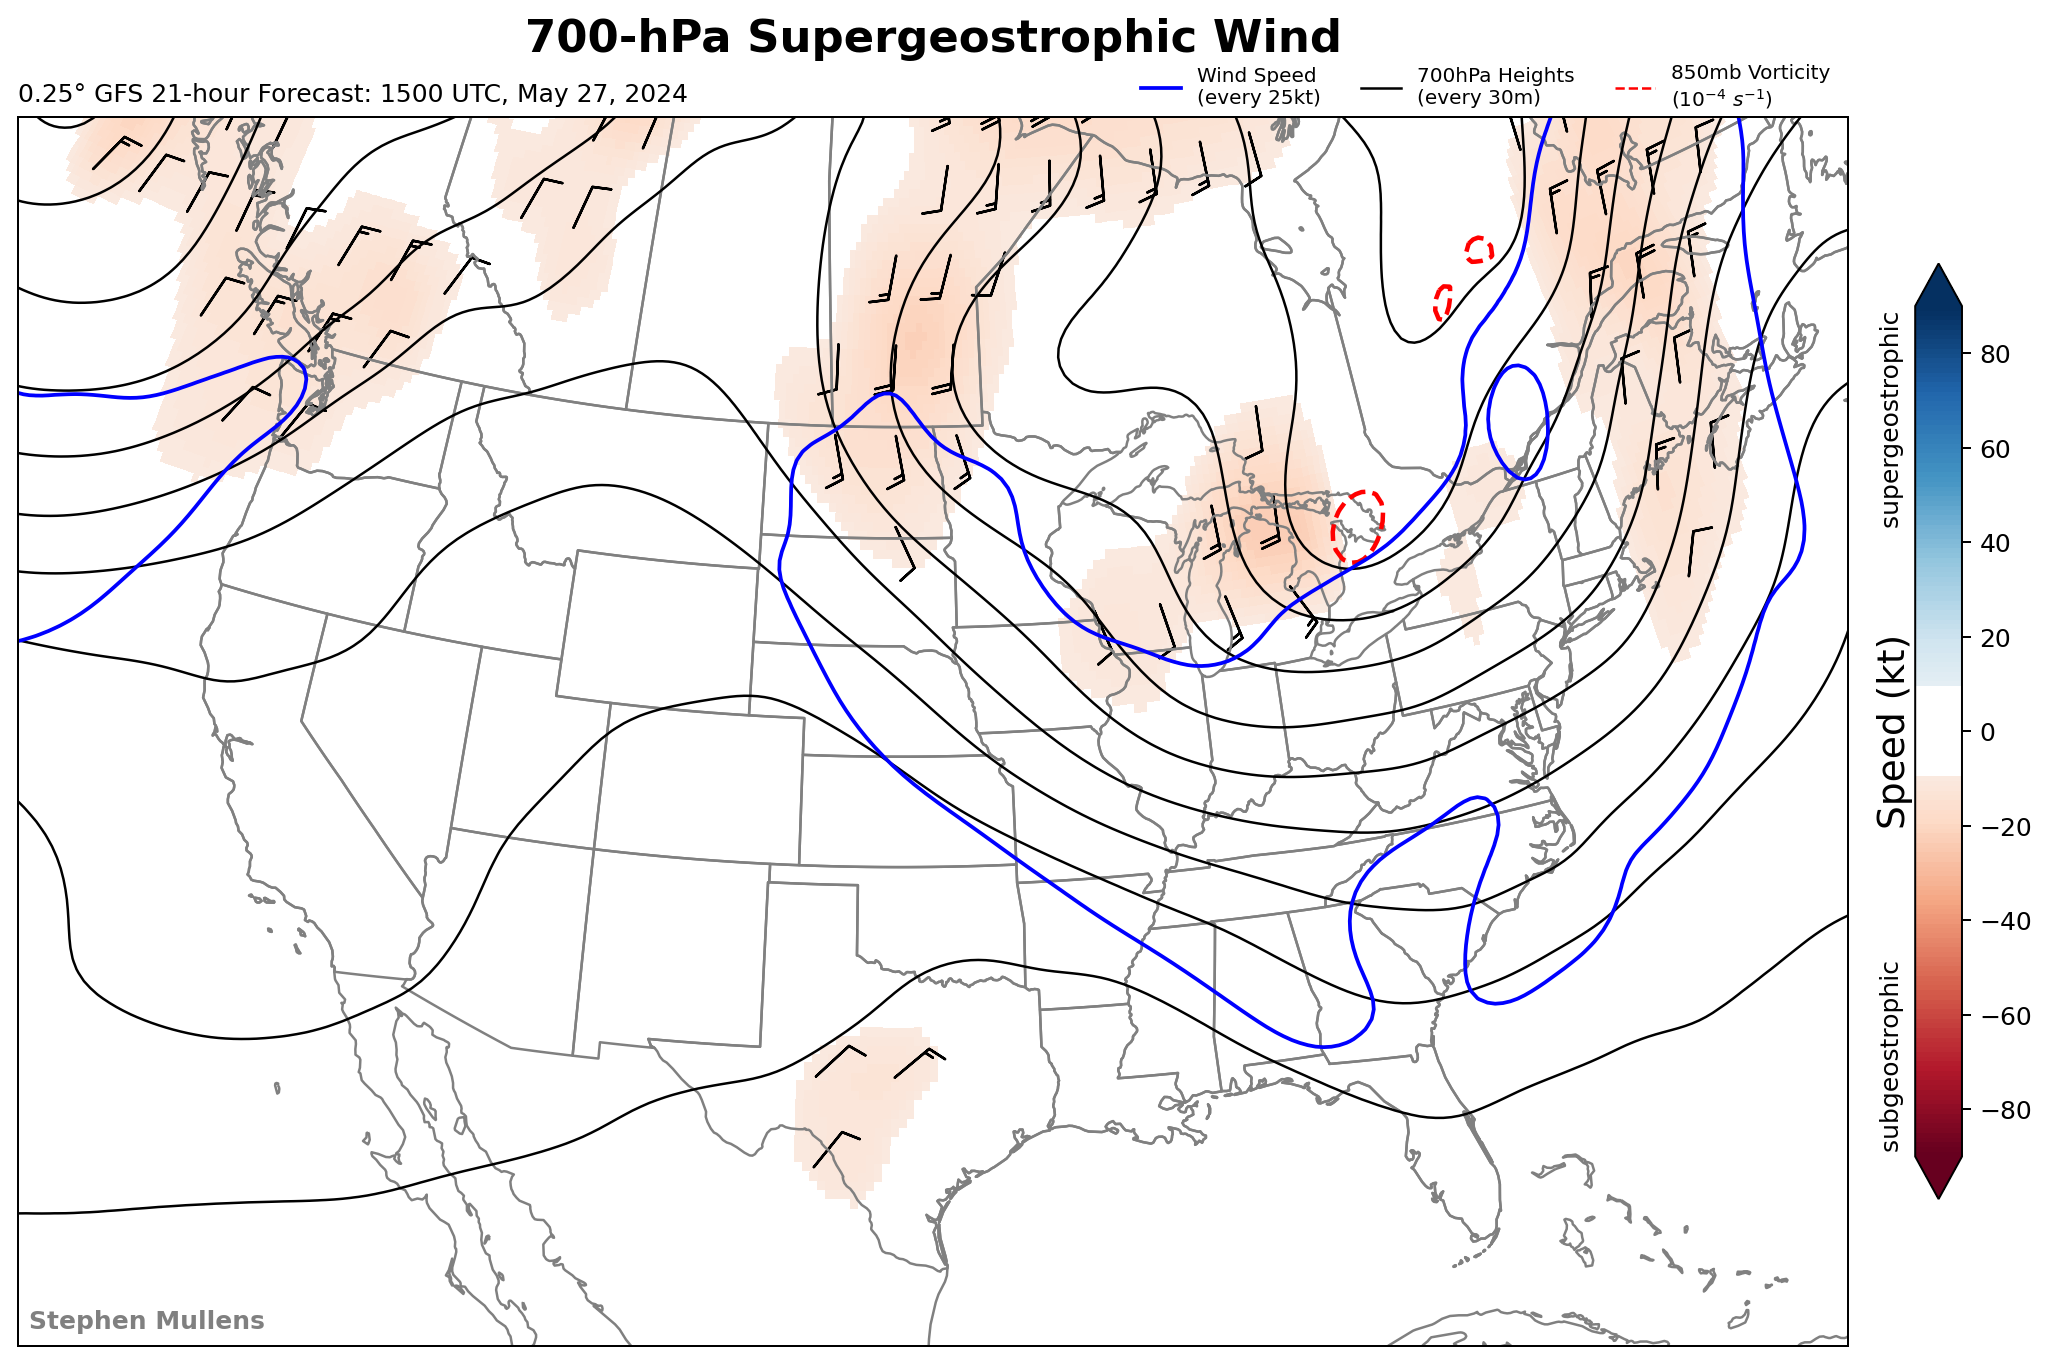 700-hPa Supergeostrophic Wind
0.25° GFS 21-hour Forecast: 1500 UTC, May 27, 2024
Wind Speed
(every 25kt)
700hPa Heights
(every 30m)
850mb Vorticity
(10⁻⁴ s⁻¹)
supergeostrophic
Speed (kt)
subgeostrophic
80
60
40
20
0
−20
−40
−60
−80
Stephen Mullens